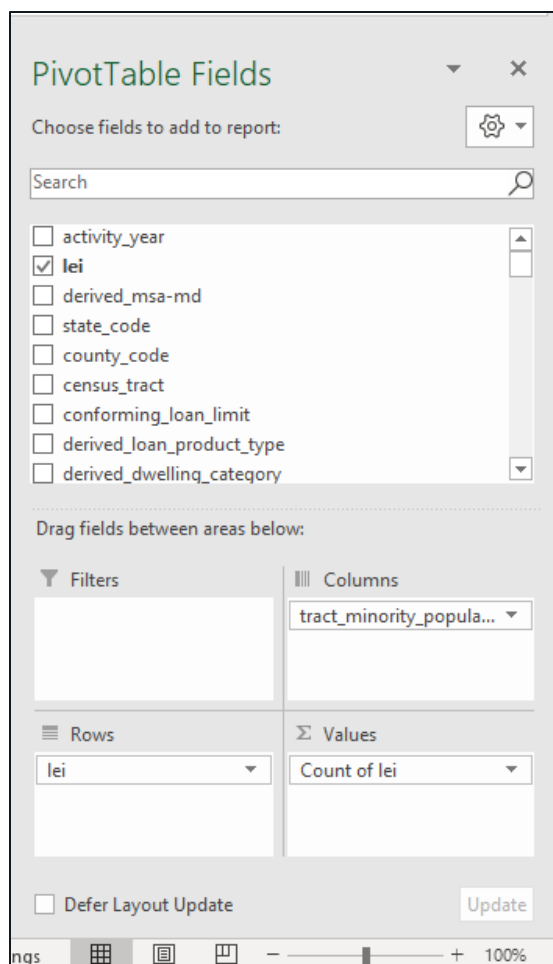 PivotTable Fields
Choose fields to add to report:
Search
activity_year
lei
derived_msa-md
state_code
county_code
census_tract
conforming_loan_limit
derived_loan_product_type
derived_dwelling_category
Drag fields between areas below:
Filters
Columns
tract_minority_popula...
Rows
Σ Values
lei
Count of lei
Defer Layout Update
Update
ngs
100%